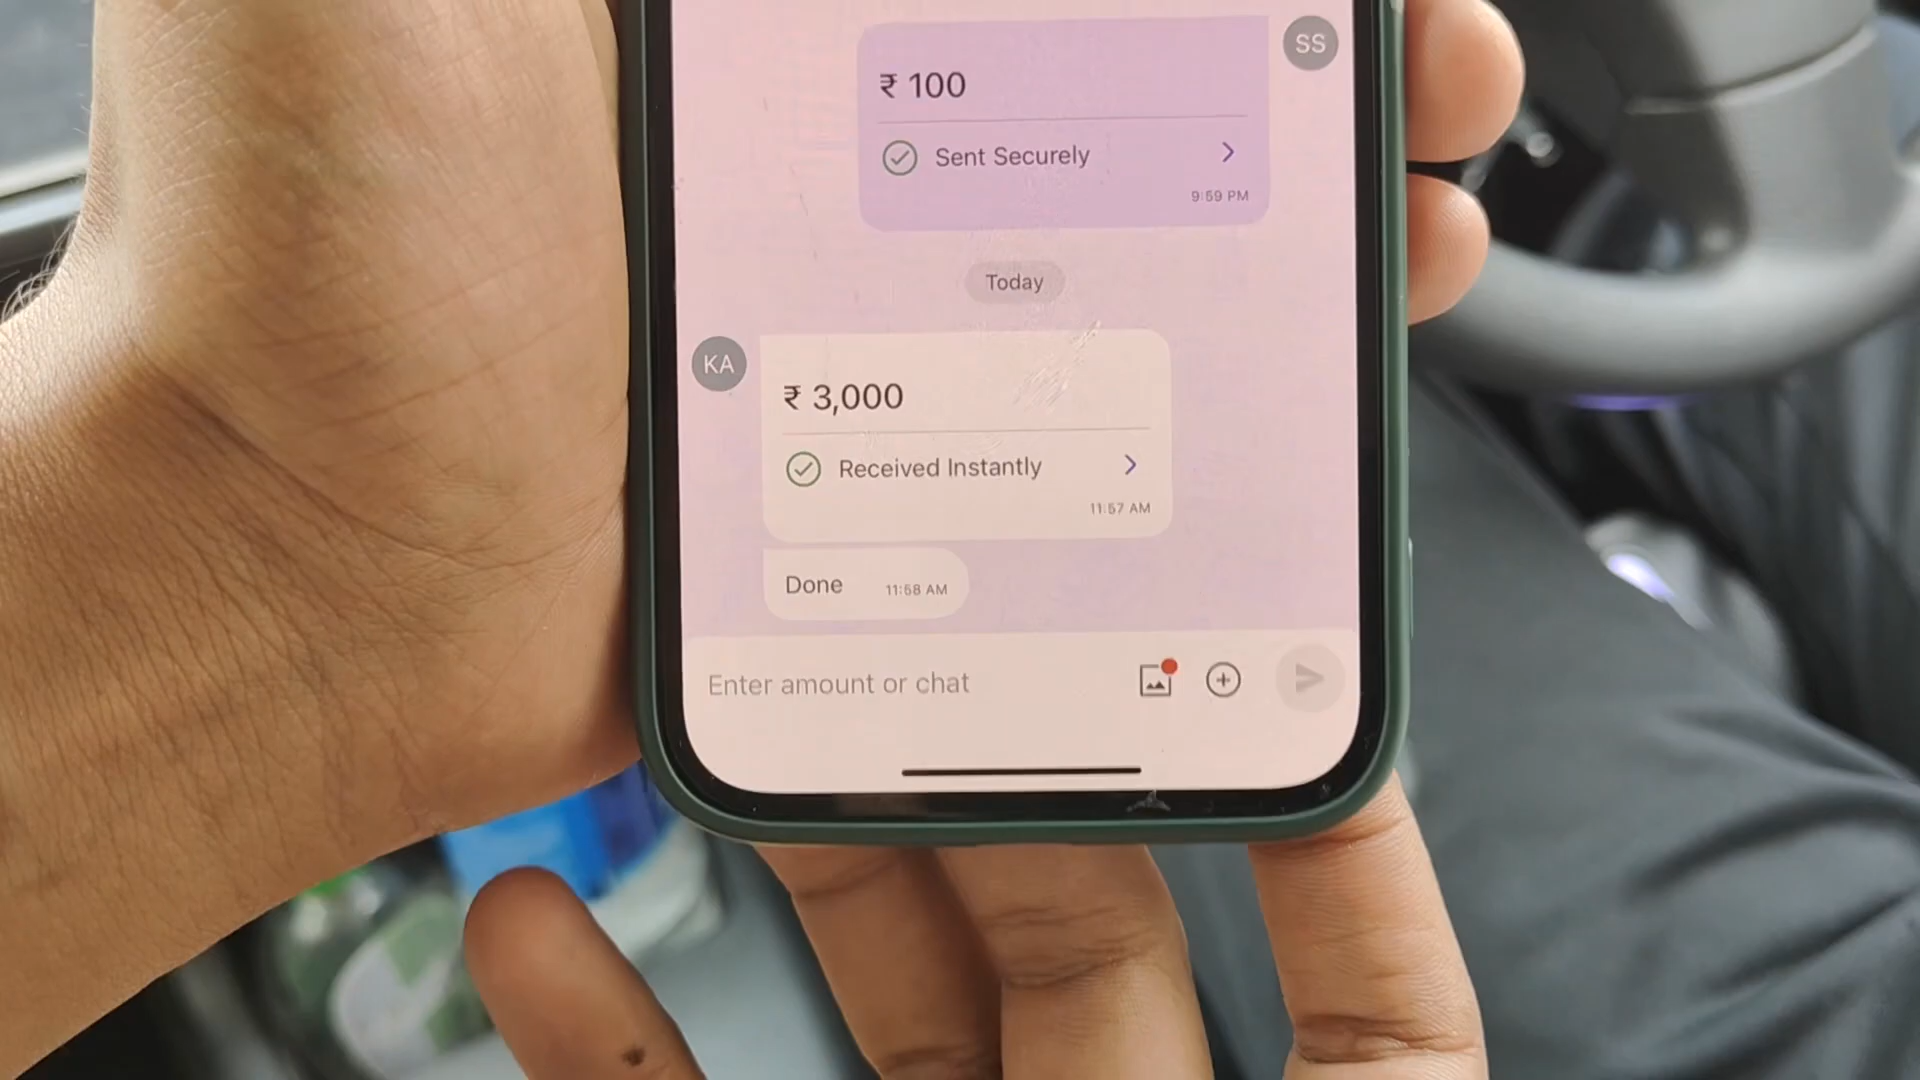 SS
₹ 100
Sent Securely
9:59 PM
Today
KA
₹ 3,000
Received Instantly
11:57 AM
Done 11:58 AM
Enter amount or chat